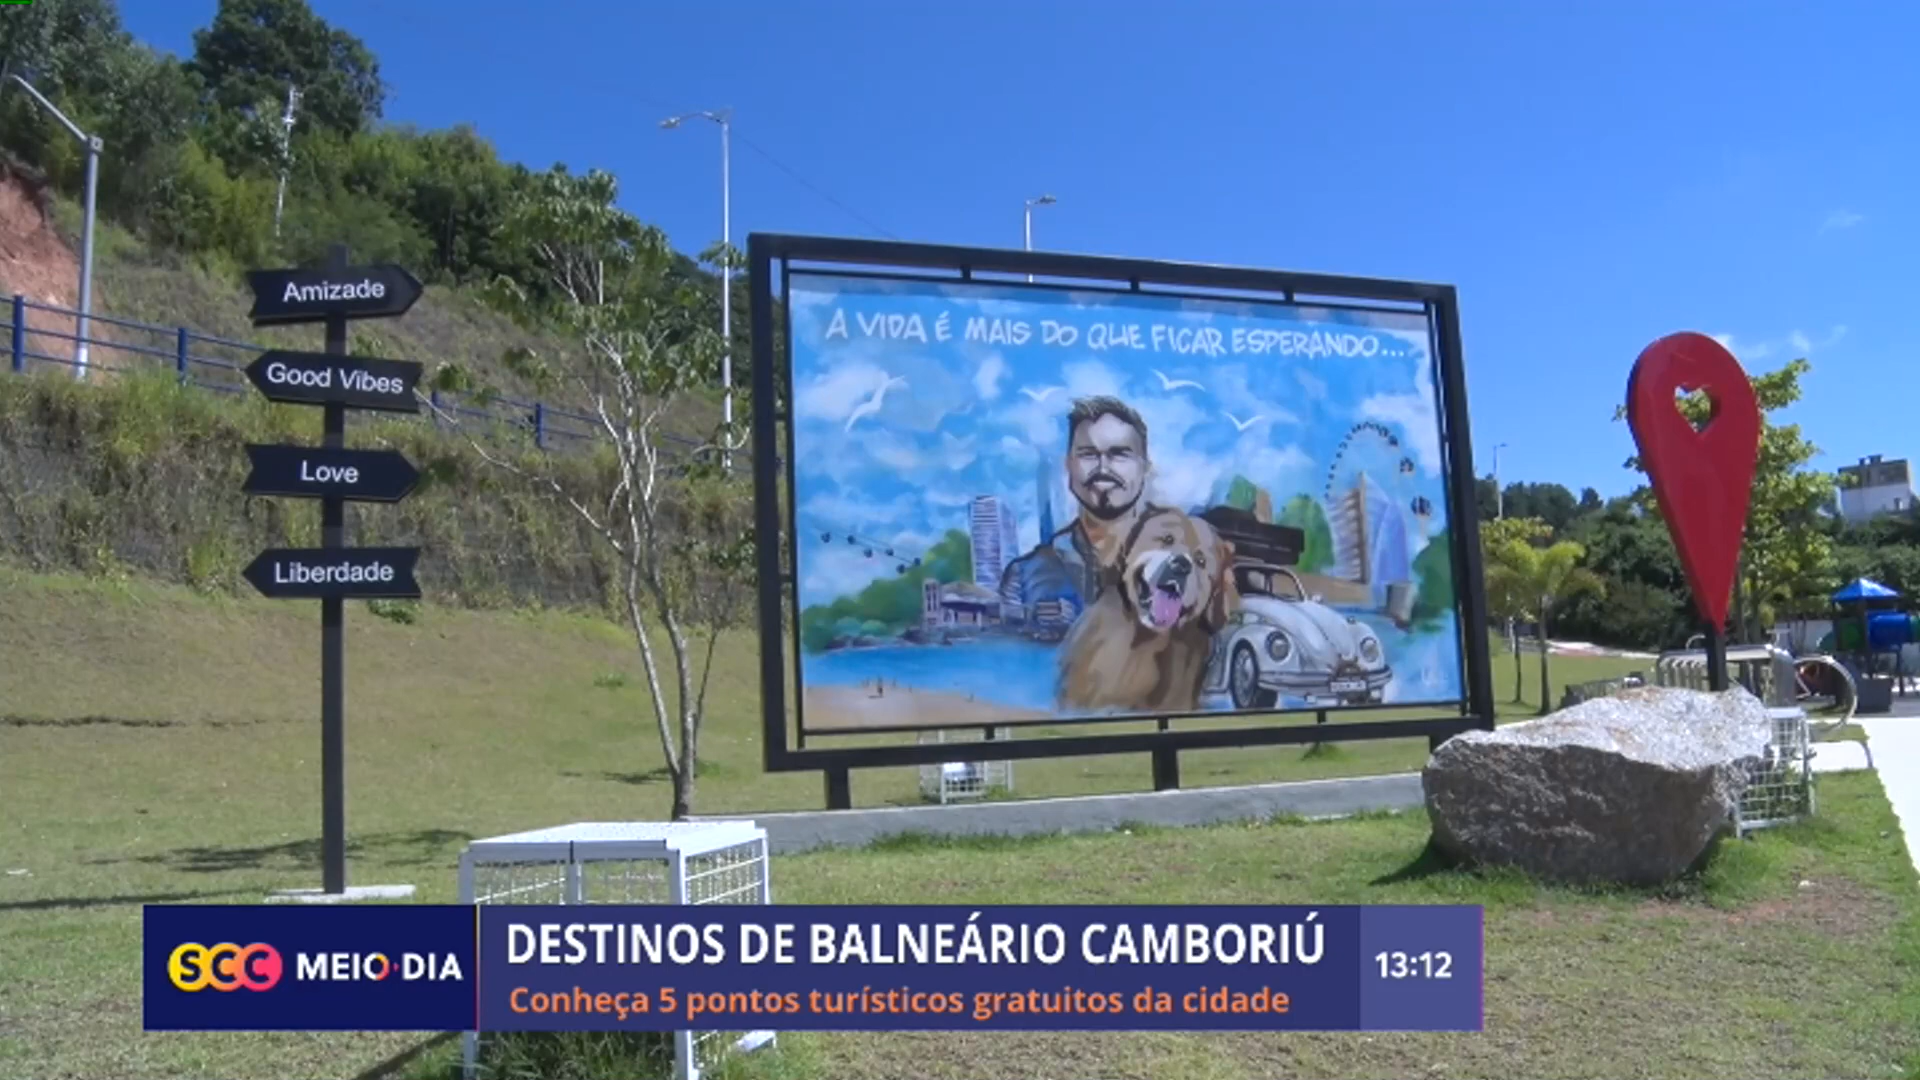 Amizade
Good Vibes
Love
Liberdade
A VIDA É MAIS DO QUE FICAR ESPERANDO...
SCC MEIO-DIA
DESTINOS DE BALNEÁRIO CAMBORIÚ
Conheça 5 pontos turísticos gratuitos da cidade
13:12